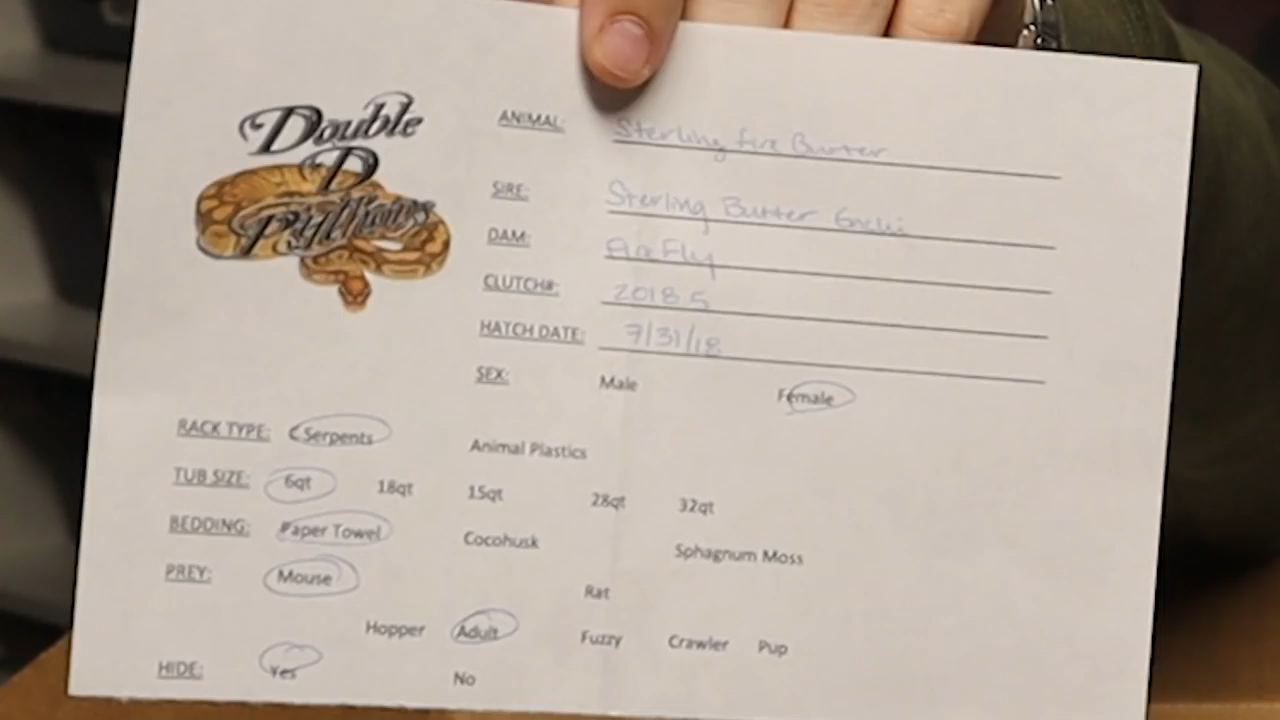 Double
D
Pythons
ANIMAL: Sterling Fire Butter
SIRE: Sterling Butter Enchi
DAM: FireFly
CLUTCH#: 2018.5
HATCH DATE: 7/31/18
SEX: Male Female
RACK TYPE: Serpents Animal Plastics
TUB SIZE: 6qt 18qt 15qt 28qt 32qt
BEDDING: Paper Towel Cocohusk Sphagnum Moss
PREY: Mouse Rat
Hopper Adult Fuzzy Crawler Pup
HIDE: Yes No